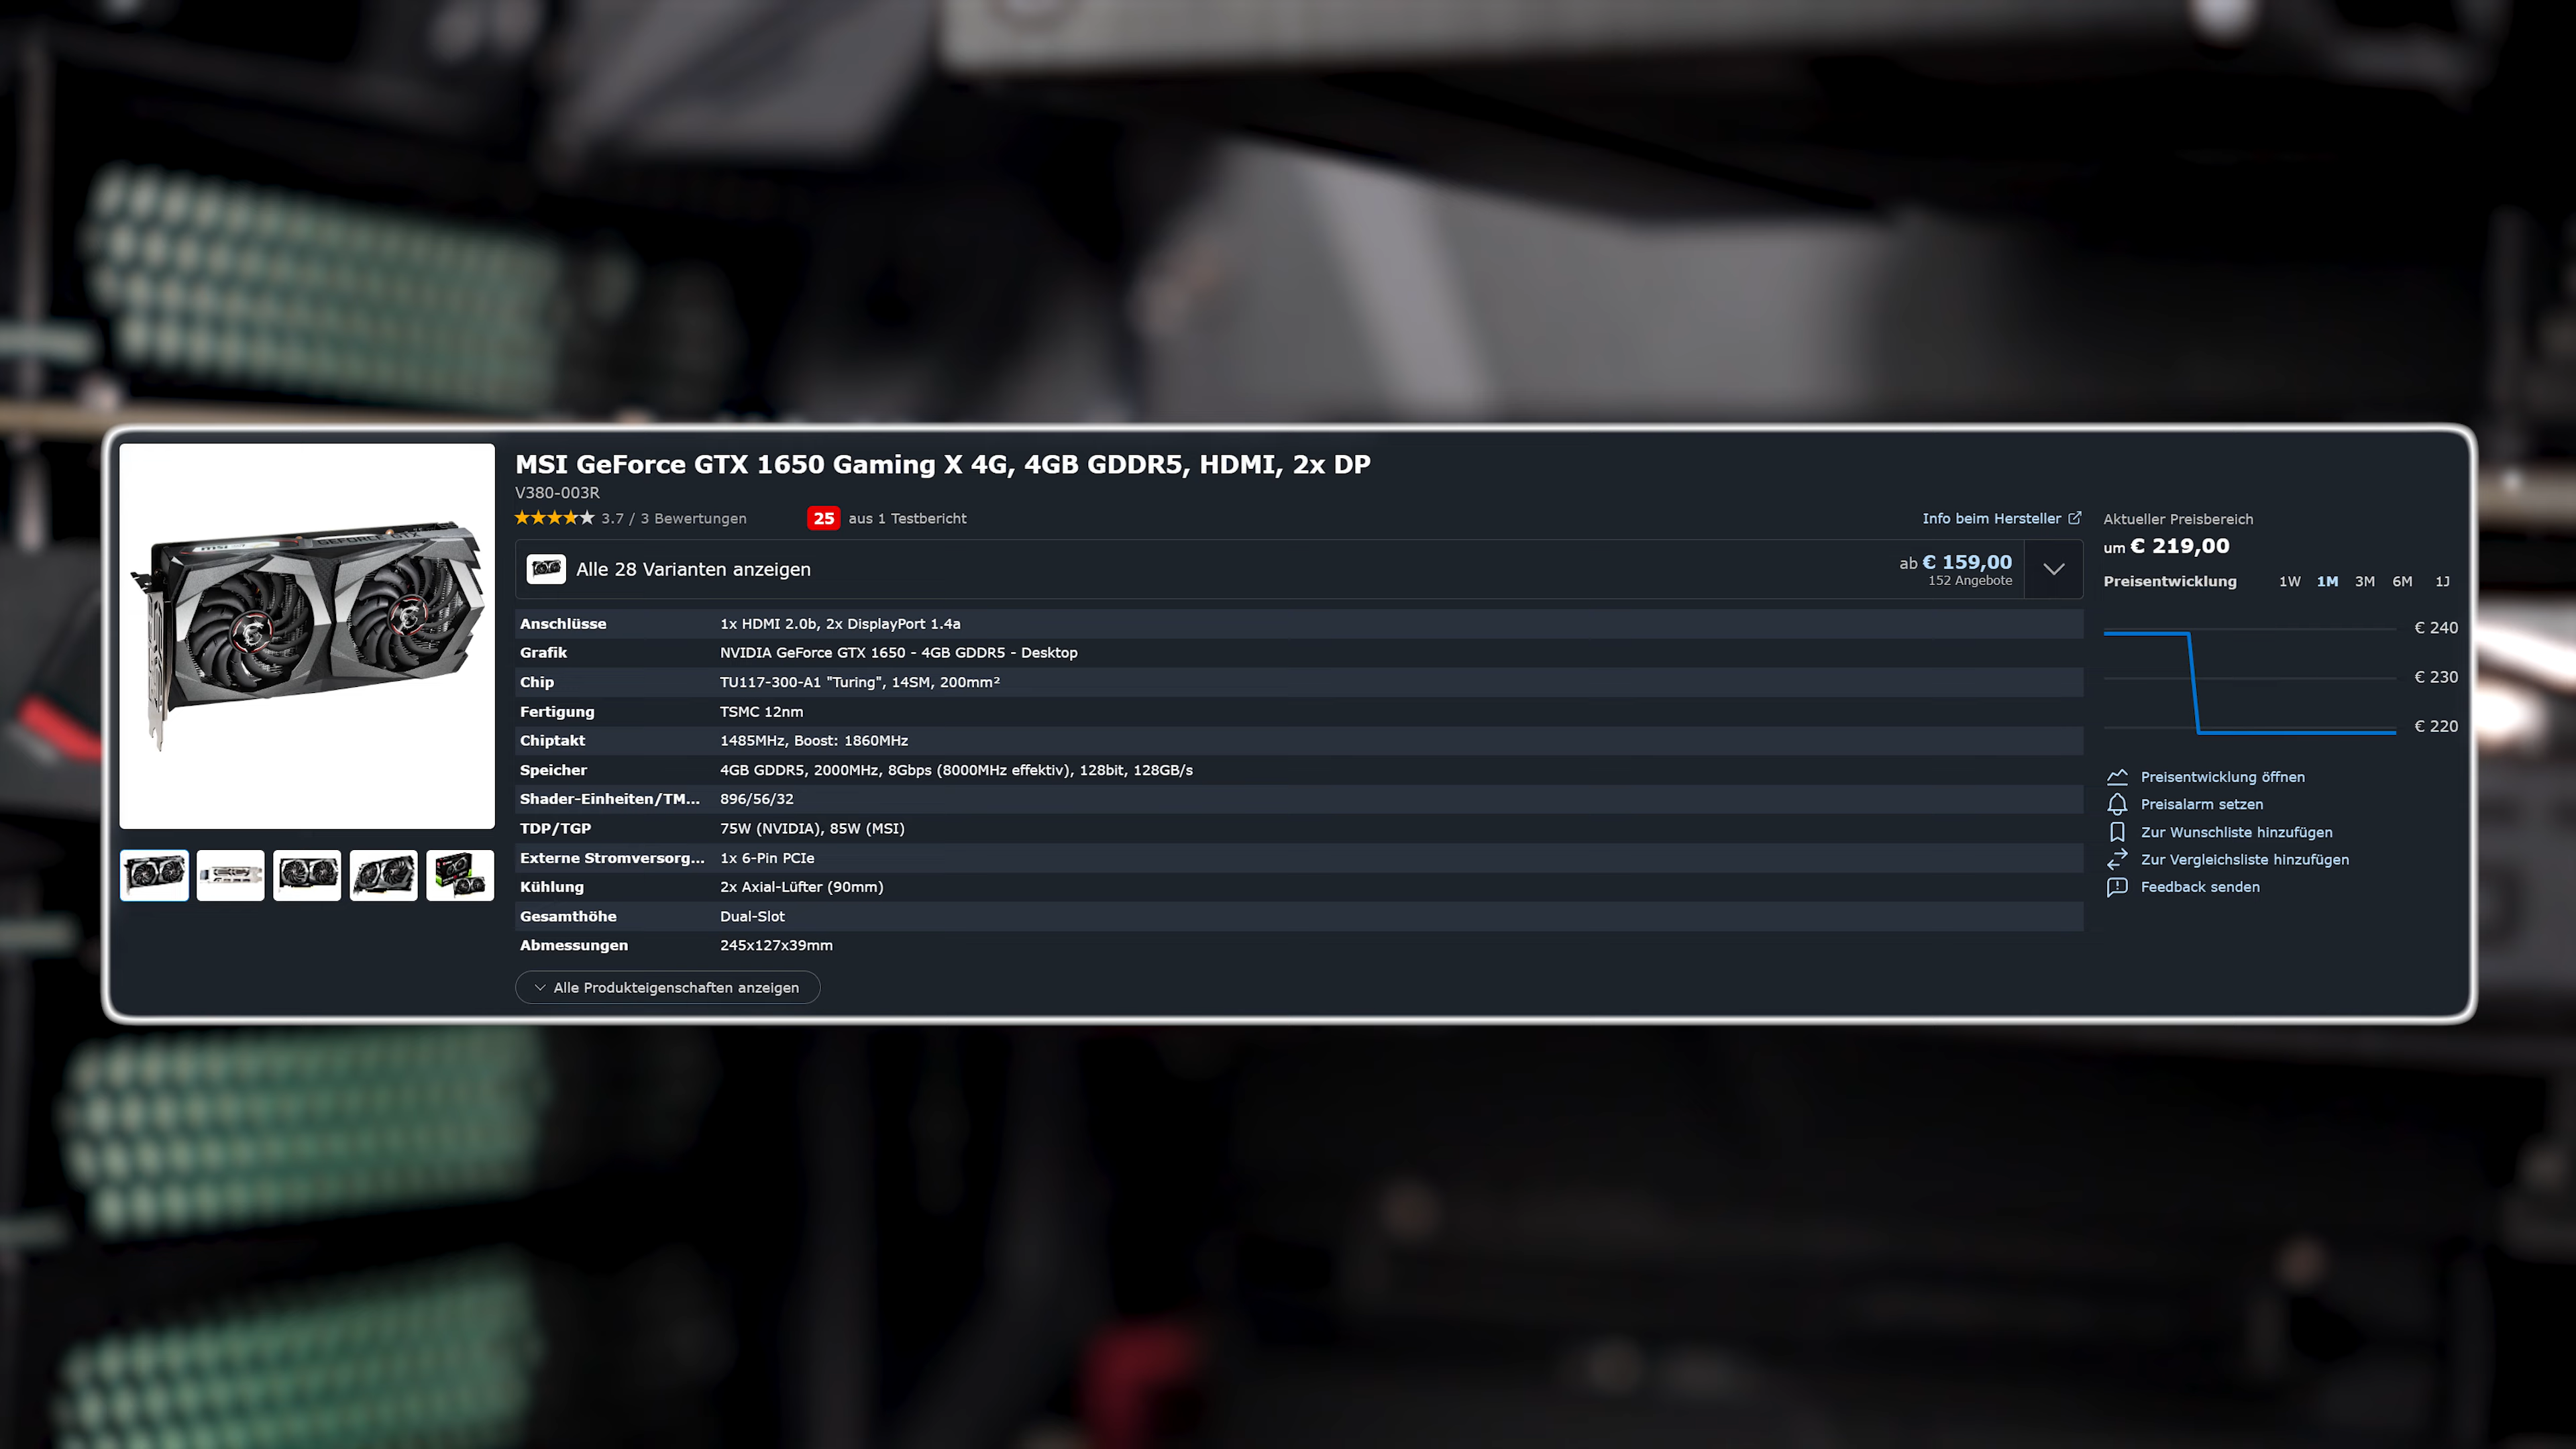 MSI GeForce GTX 1650 Gaming X 4G, 4GB GDDR5, HDMI, 2x DP
V380-003R
3.7 / 3 Bewertungen
25 aus 1 Testbericht
Info beim Hersteller
Alle 28 Varianten anzeigen
ab € 159,00
152 Angebote
Anschlüsse 1x HDMI 2.0b, 2x DisplayPort 1.4a
Grafik NVIDIA GeForce GTX 1650 - 4GB GDDR5 - Desktop
Chip TU117-300-A1 "Turing", 14SM, 200mm²
Fertigung TSMC 12nm
Chiptakt 1485MHz, Boost: 1860MHz
Speicher 4GB GDDR5, 2000MHz, 8Gbps (8000MHz effektiv), 128bit, 128GB/s
Shader-Einheiten/TM... 896/56/32
TDP/TGP 75W (NVIDIA), 85W (MSI)
Externe Stromversorg... 1x 6-Pin PCIe
Kühlung 2x Axial-Lüfter (90mm)
Gesamthöhe Dual-Slot
Abmessungen 245x127x39mm
Alle Produkteigenschaften anzeigen
Aktueller Preisbereich
um € 219,00
Preisentwicklung 1W 1M 3M 6M 1J
€ 240
€ 230
€ 220
Preisentwicklung öffnen
Preisalarm setzen
Zur Wunschliste hinzufügen
Zur Vergleichsliste hinzufügen
Feedback senden
msi
GEFORCE GTX